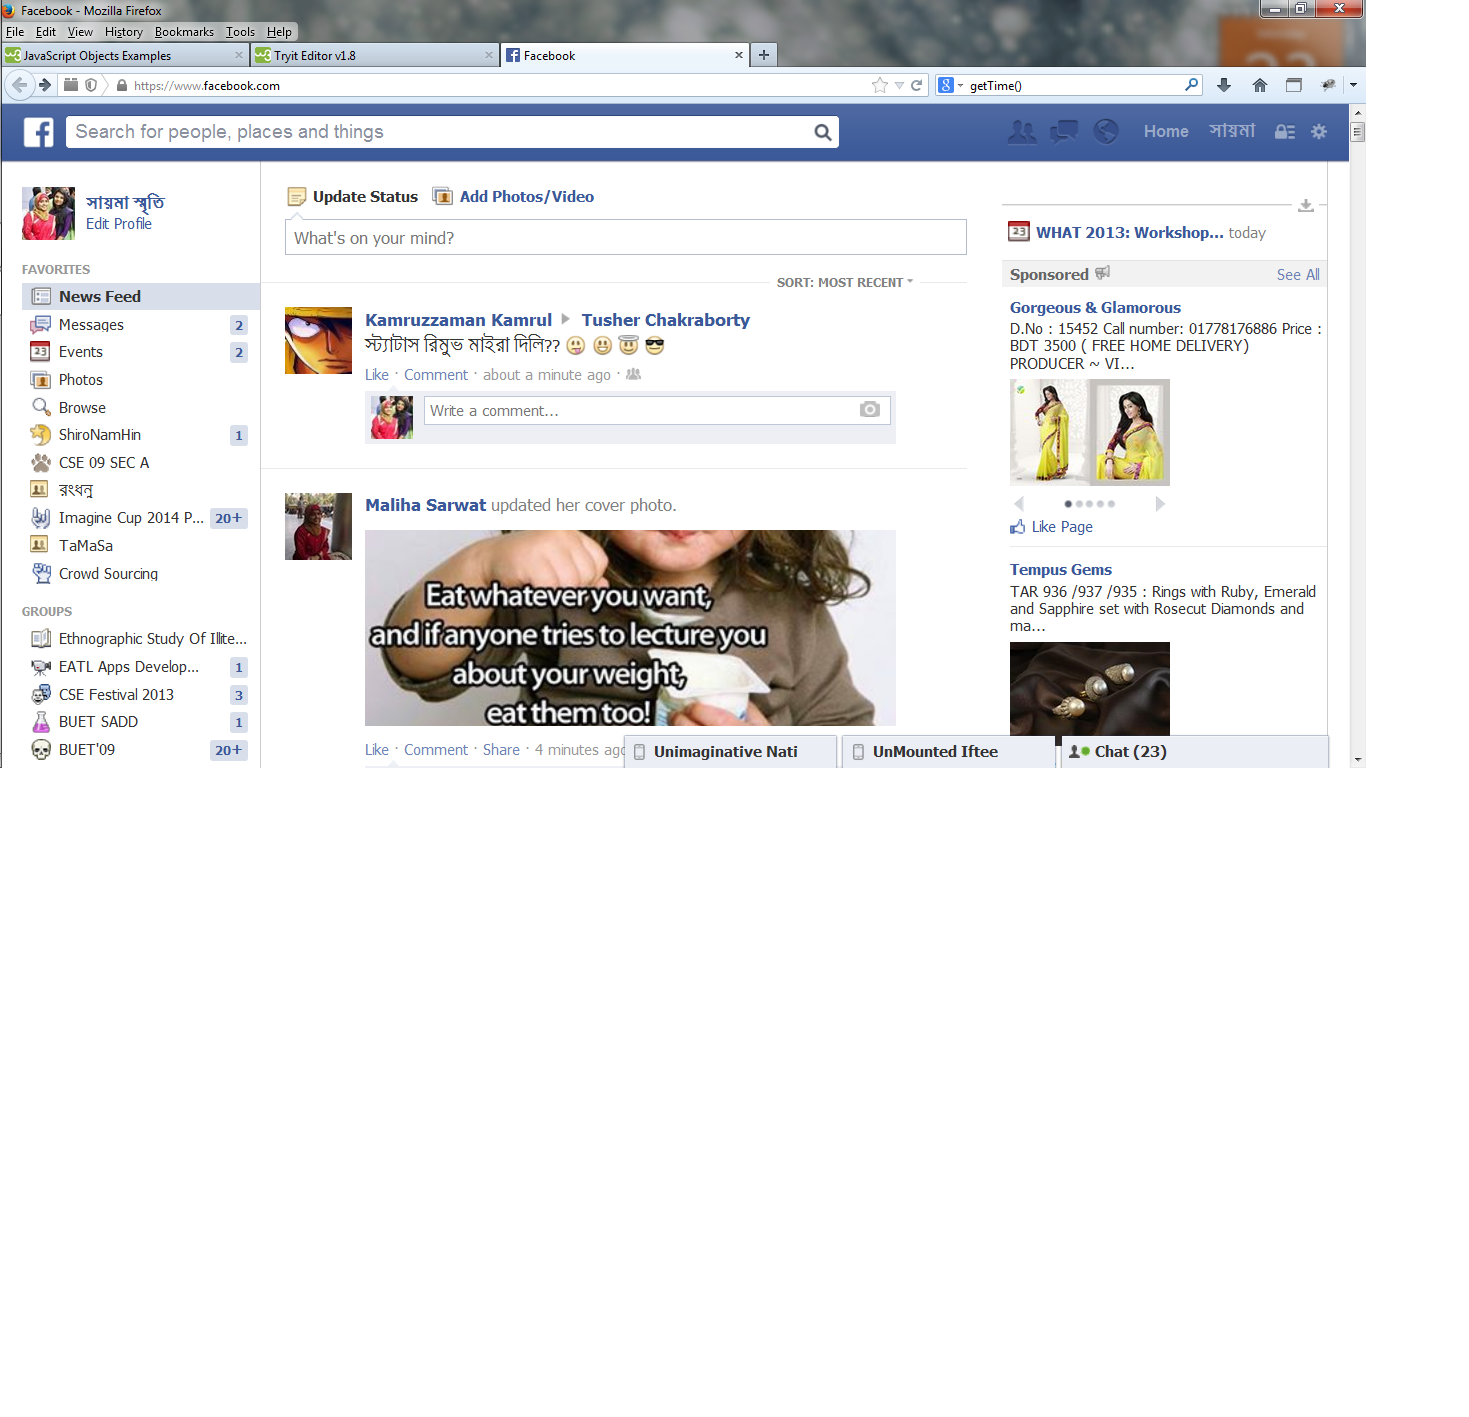 Facebook - Mozilla Firefox
File Edit View History Bookmarks Tools Help
JavaScript Objects Examples
Tryit Editor v1.8
Facebook
https://www.facebook.com
getTime()
Search for people, places and things
Home সায়মা
সায়মা স্মৃতি
Edit Profile
FAVORITES
News Feed
Messages 2
Events 2
Photos
Browse
ShiroNamHin 1
CSE 09 SEC A
রংধনু
Imagine Cup 2014 P... 20+
TaMaSa
Crowd Sourcing
GROUPS
Ethnographic Study Of Illite...
EATL Apps Develop... 1
CSE Festival 2013 3
BUET SADD 1
BUET'09 20+
Update Status Add Photos/Video
What's on your mind?
SORT: MOST RECENT
Kamruzzaman Kamrul Tusher Chakraborty
স্ট্যাটাস রিমুভ মাইরা দিলি??
Like · Comment · about a minute ago ·
Write a comment...
Maliha Sarwat updated her cover photo.
Eat whatever you want,
and if anyone tries to lecture you
about your weight,
eat them too!
Like · Comment · Share · 4 minutes ago
23 WHAT 2013: Workshop... today
Sponsored See All
Gorgeous & Glamorous
D.No : 15452 Call number: 01778176886 Price :
BDT 3500 ( FREE HOME DELIVERY)
PRODUCER ~ VI...
Like Page
Tempus Gems
TAR 936 /937 /935 : Rings with Ruby, Emerald
and Sapphire set with Rosecut Diamonds and
ma...
Unimaginative Nati
UnMounted Iftee
Chat (23)